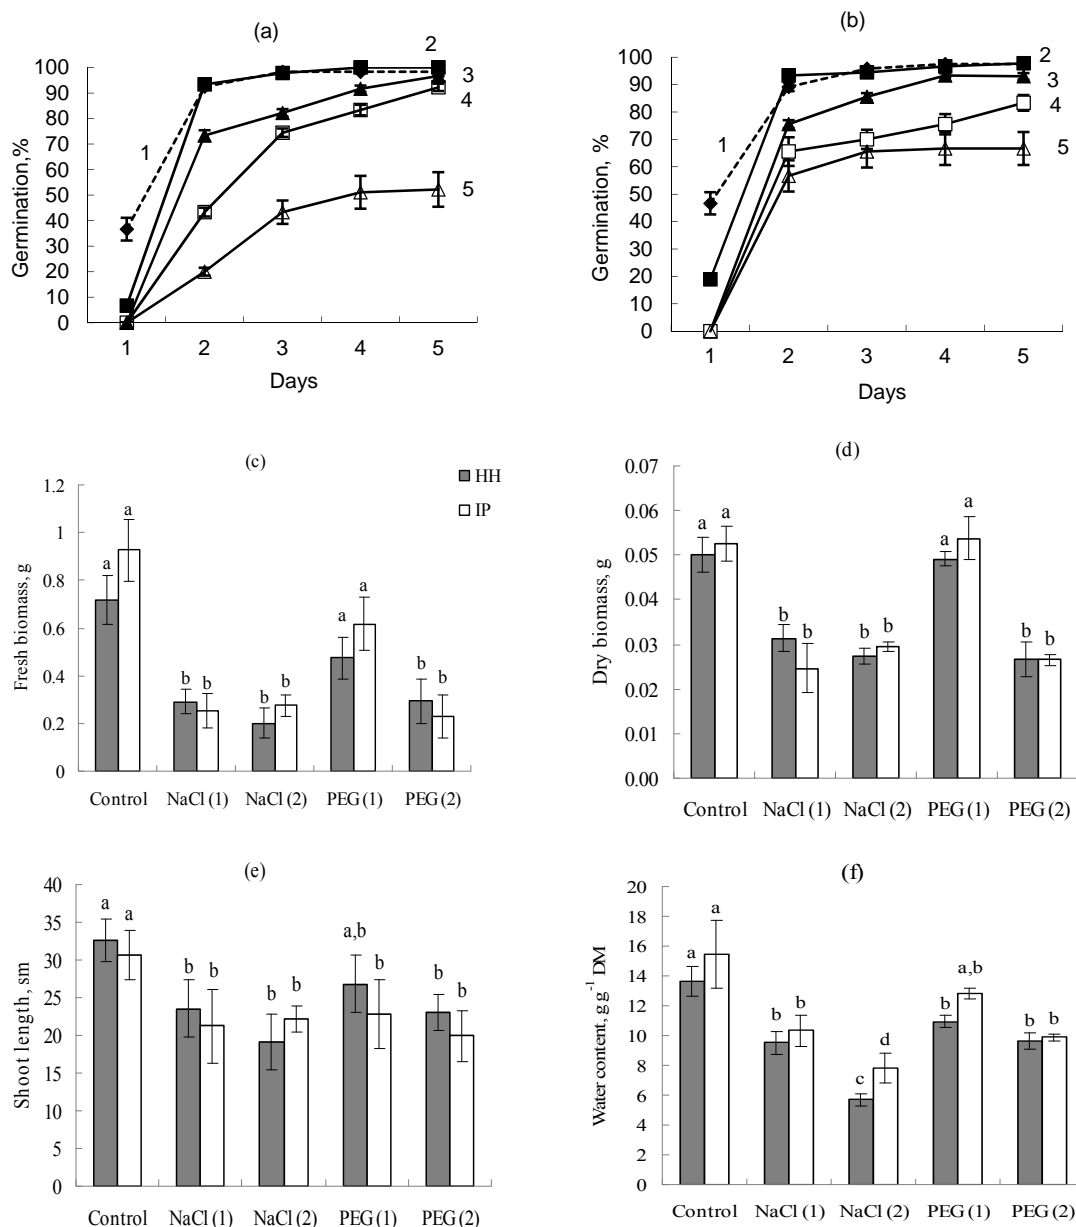 (a)
100
90
80
70
60
50
40
30
20
10
0
Germination,%
1
2
3
4
5
1 2 3 4 5
Days
(b)
100
90
80
70
60
50
40
30
20
10
0
Germination, %
1
2
3
4
5
1 2 3 4 5
Days
(c)
HH
IP
1.2
1
0.8
0.6
0.4
0.2
0
Fresh biomass, g
a a b b b b a a b b
Control NaCl (1) NaCl (2) PEG (1) PEG (2)
(d)
0.07
0.06
0.05
0.04
0.03
0.02
0.01
0.00
Dry biomass, g
a a b b b b a a b b
Control NaCl (1) NaCl (2) PEG (1) PEG (2)
(e)
40
35
30
25
20
15
10
5
0
Shoot length, sm
a a b b b b a,b b b b
Control NaCl (1) NaCl (2) PEG (1) PEG (2)
(f)
20
18
16
14
12
10
8
6
4
2
0
Water content, g g⁻¹ DM
a a b b c d b a,b b b
Control NaCl (1) NaCl (2) PEG (1) PEG (2)